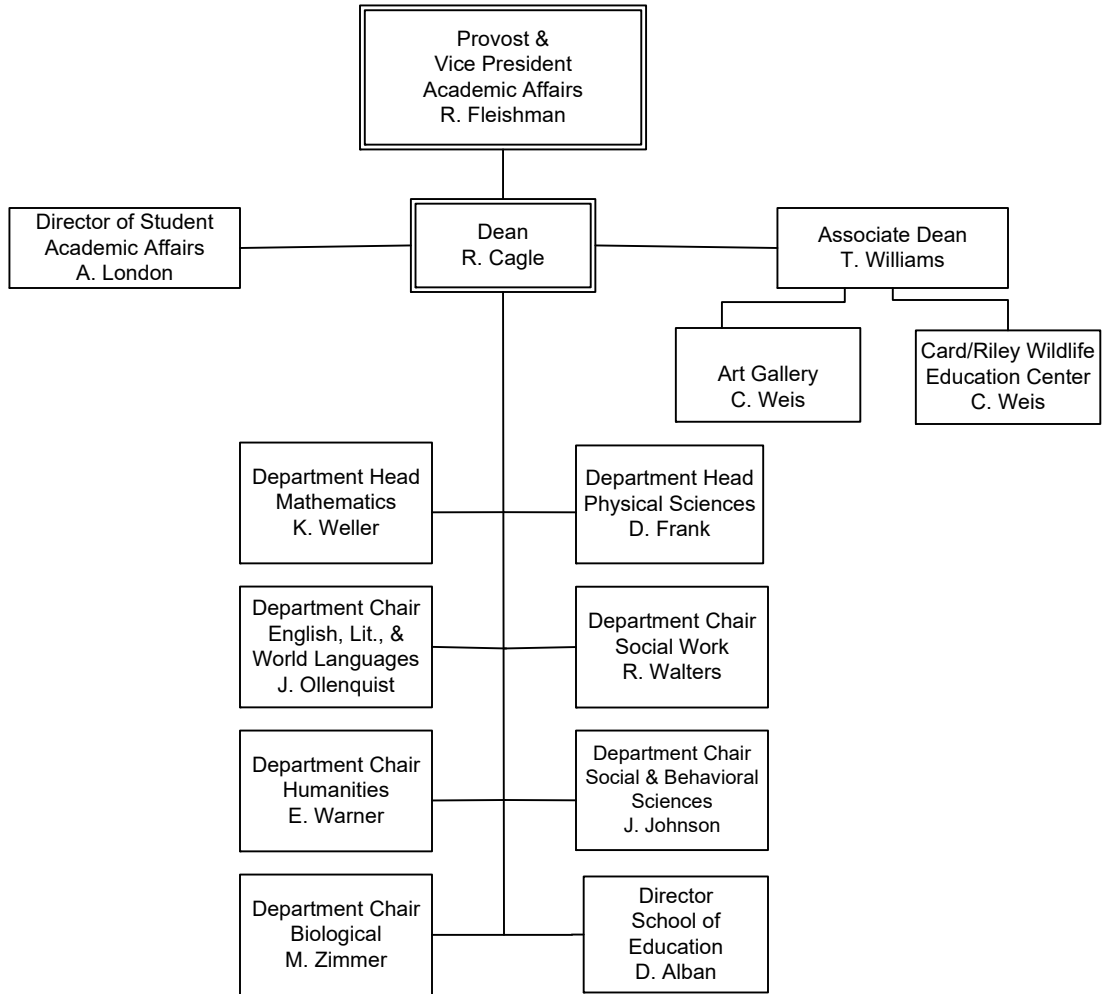 Provost &
Vice President
Academic Affairs
R. Fleishman
Director of Student
Academic Affairs
A. London
Dean
R. Cagle
Associate Dean
T. Williams
Art Gallery
C. Weis
Card/Riley Wildlife
Education Center
C. Weis
Department Head
Mathematics
K. Weller
Department Head
Physical Sciences
D. Frank
Department Chair
English, Lit., &
World Languages
J. Ollenquist
Department Chair
Social Work
R. Walters
Department Chair
Humanities
E. Warner
Department Chair
Social & Behavioral
Sciences
J. Johnson
Department Chair
Biological
M. Zimmer
Director
School of
Education
D. Alban